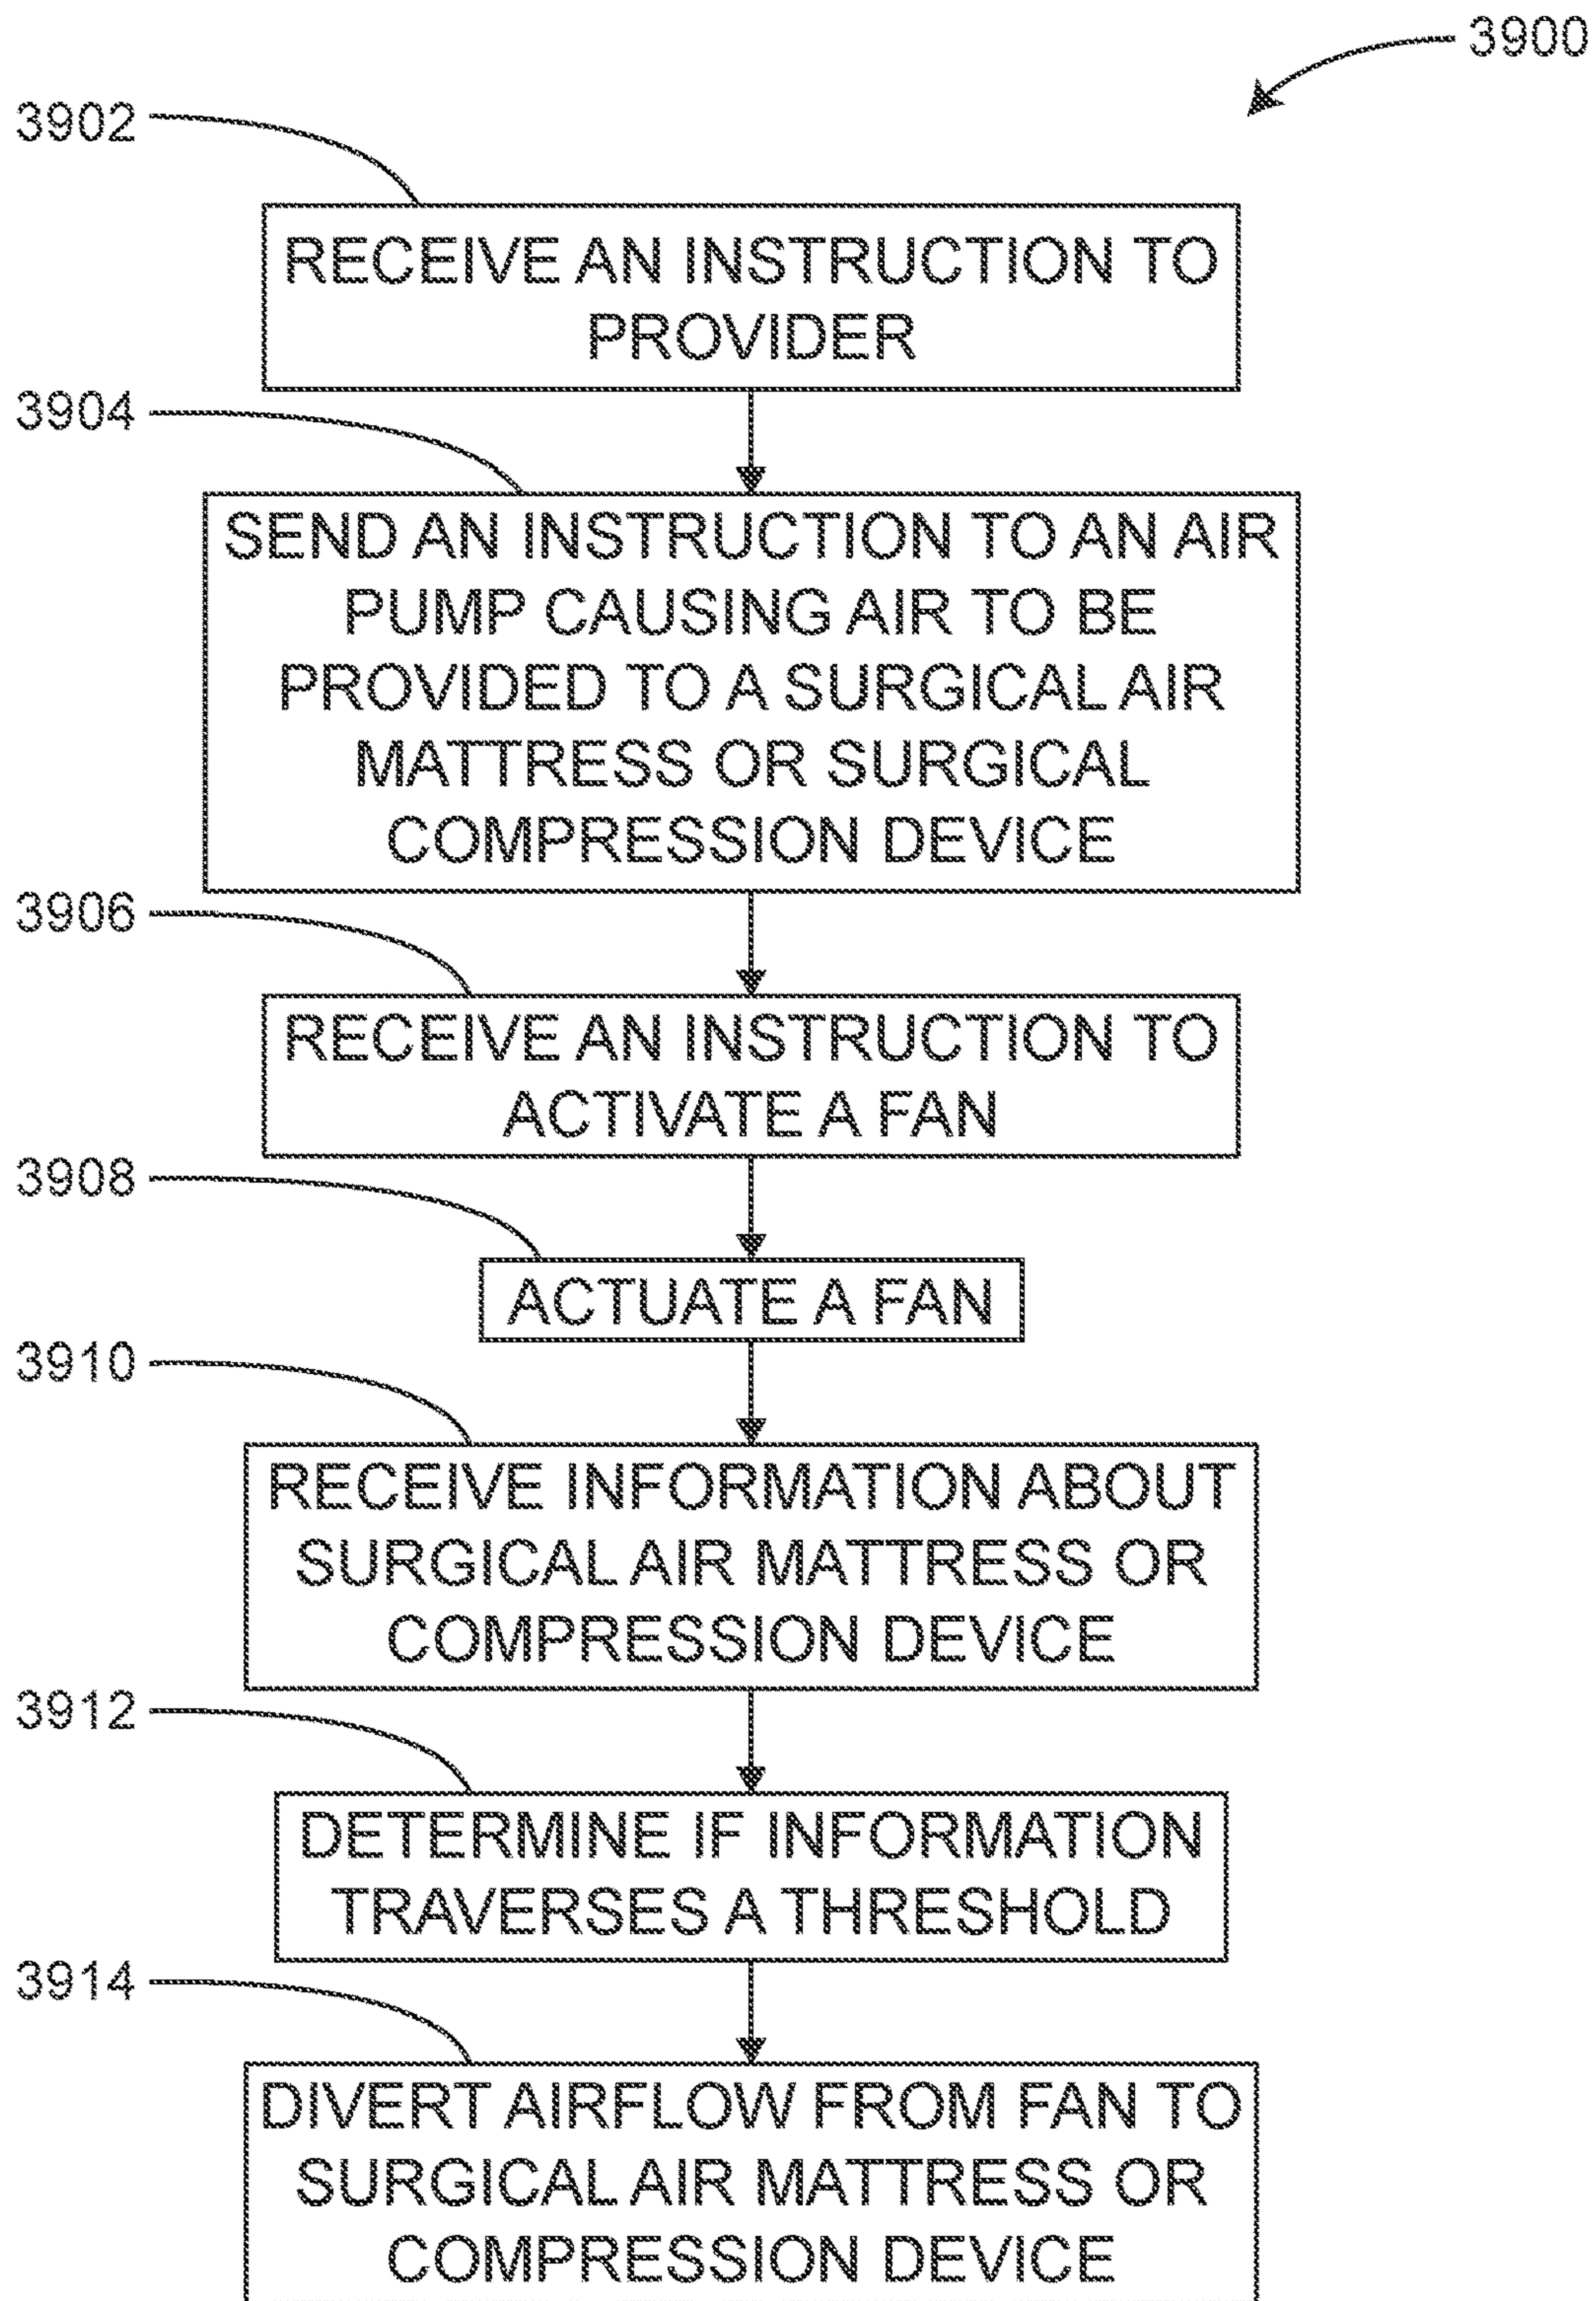 3900
3902
RECEIVE AN INSTRUCTION TO
PROVIDER
3904
SEND AN INSTRUCTION TO AN AIR
PUMP CAUSING AIR TO BE
PROVIDED TO A SURGICAL AIR
MATTRESS OR SURGICAL
COMPRESSION DEVICE
3906
RECEIVE AN INSTRUCTION TO
ACTIVATE A FAN
3908
ACTUATE A FAN
3910
RECEIVE INFORMATION ABOUT
SURGICAL AIR MATTRESS OR
COMPRESSION DEVICE
3912
DETERMINE IF INFORMATION
TRAVERSES A THRESHOLD
3914
DIVERT AIRFLOW FROM FAN TO
SURGICAL AIR MATTRESS OR
COMPRESSION DEVICE